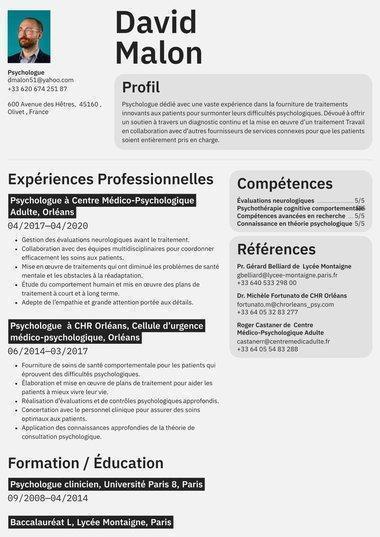 David
Malon
Psychologue
dmalon51@yahoo.com
+33 620 674 251 87
600 Avenue des Hêtres, 45160 ,
Olivet , France
Profil
Psychologue dédié avec une vaste expérience dans la fourniture de traitements
innovants aux patients pour surmonter leurs difficultés psychologiques. Dévoué à offrir
un soutien à travers un diagnostic continu et la mise en œuvre d'un traitement Travail
en collaboration avec d'autres fournisseurs de services connexes pour que les patients
soient entièrement pris en charge.
Expériences Professionnelles
Psychologue à Centre Médico-Psychologique
Adulte, Orléans
04/2017—04/2020
Gestion des évaluations neurologiques avant le traitement.
Collaboration avec des équipes multidisciplinaires pour coordonner
efficacement les soins aux patients.
Mise en œuvre de traitements qui ont diminué les problèmes de santé
mentale et les obstacles à la réadaptation.
Étude du comportement humain et mis en œuvre des plans de
traitement à court et à long terme.
Adepte de l'empathie et grande attention portée aux détails.
Psychologue à CHR Orléans, Cellule d'urgence
médico-psychologique, Orléans
06/2014—03/2017
Fourniture de soins de santé comportementale pour les patients qui
éprouvent des difficultés psychologiques.
Élaboration et mise en œuvre de plans de traitement pour aider les
patients à mieux vivre leur vie.
Réalisation d'évaluations et de contrôles psychologiques approfondis.
Concertation avec le personnel clinique pour assurer des soins
optimaux aux patients.
Application des connaissances approfondies de la théorie de
consultation psychologique.
Formation / Éducation
Psychologue clinicien, Université Paris 8, Paris
09/2008—04/2014
Baccalauréat L, Lycée Montaigne, Paris
Compétences
Évaluations neurologiques ... 5/5
Psychothérapie cognitive comportementale 5/5
Compétences avancées en recherche ... 5/5
Connaissance en théorie psychologique 5/5
Références
Pr. Gérard Belliard de Lycée Montaigne
gbelliard@lycee-montaigne.paris.fr
+33 640 533 298 00
Dr. Michèle Fortunato de CHR Orléans
fortunato.m@chrorleans_psy.com
+33 64 05 32 83 277
Roger Castaner de Centre
Médico-Psychologique Adulte
castanerr@centremedicadulte.fr
+33 64 05 54 83 288